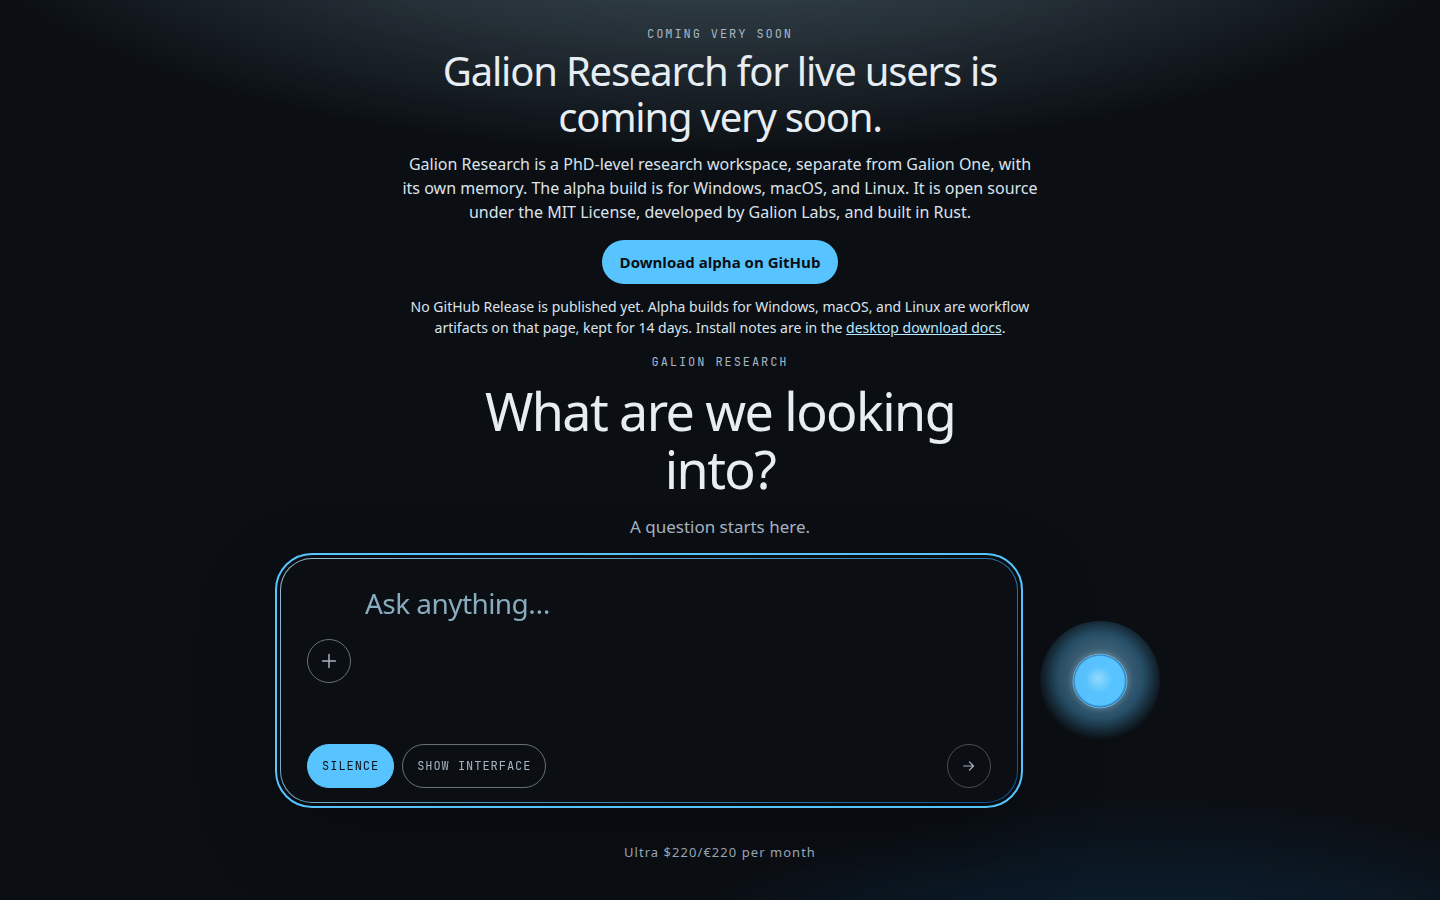 COMING VERY SOON
Galion Research for live users is
coming very soon.
Galion Research is a PhD-level research workspace, separate from Galion One, with
its own memory. The alpha build is for Windows, macOS, and Linux. It is open source
under the MIT License, developed by Galion Labs, and built in Rust.
Download alpha on GitHub
No GitHub Release is published yet. Alpha builds for Windows, macOS, and Linux are workflow
artifacts on that page, kept for 14 days. Install notes are in the desktop download docs.
GALION RESEARCH
What are we looking
into?
A question starts here.
Ask anything...
SILENCE
SHOW INTERFACE
Ultra $220/€220 per month